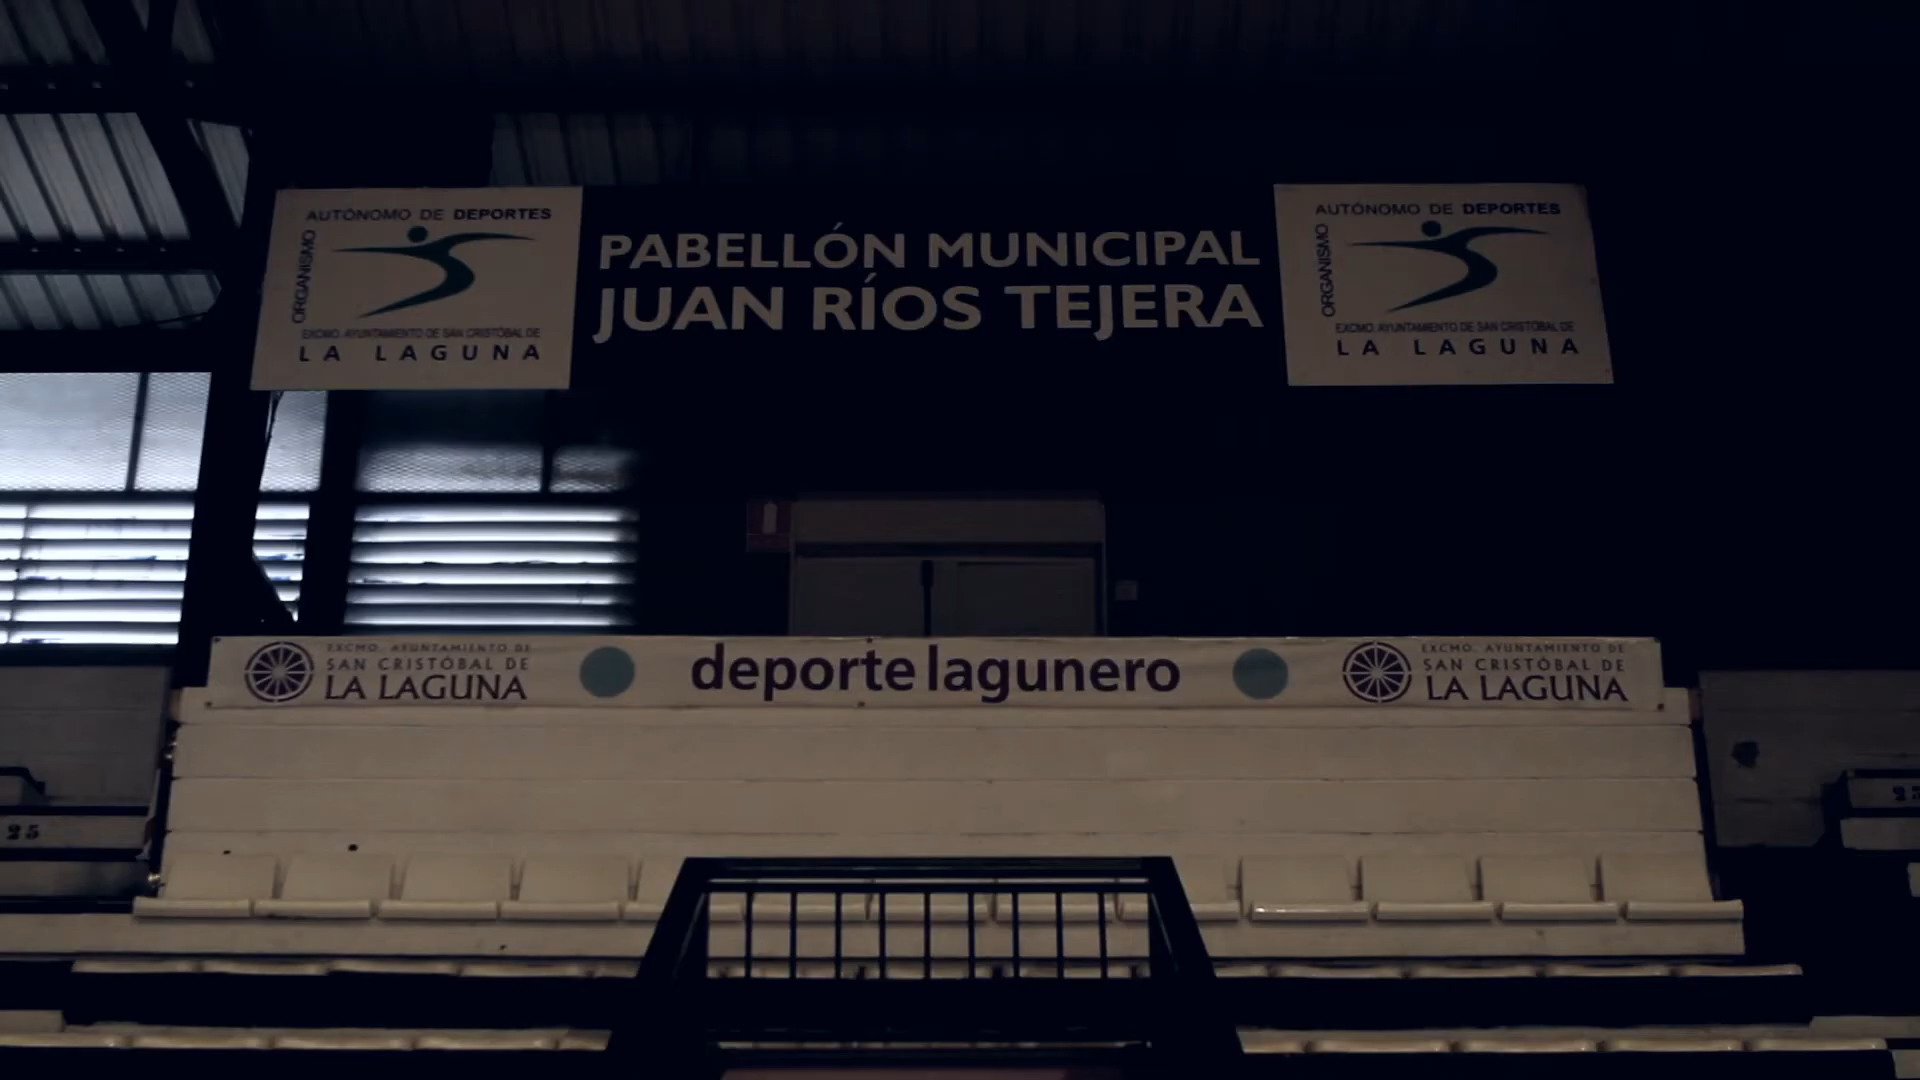 AUTÓNOMO DE DEPORTES
ORGANISMO
EXCMO. AYUNTAMIENTO DE SAN CRISTÓBAL DE
LA LAGUNA
PABELLÓN MUNICIPAL
JUAN RÍOS TEJERA
AUTÓNOMO DE DEPORTES
ORGANISMO
EXCMO. AYUNTAMIENTO DE SAN CRISTÓBAL DE
LA LAGUNA
EXCMO. AYUNTAMIENTO DE
SAN CRISTÓBAL DE
LA LAGUNA
deporte lagunero
EXCMO. AYUNTAMIENTO DE
SAN CRISTÓBAL DE
LA LAGUNA
25